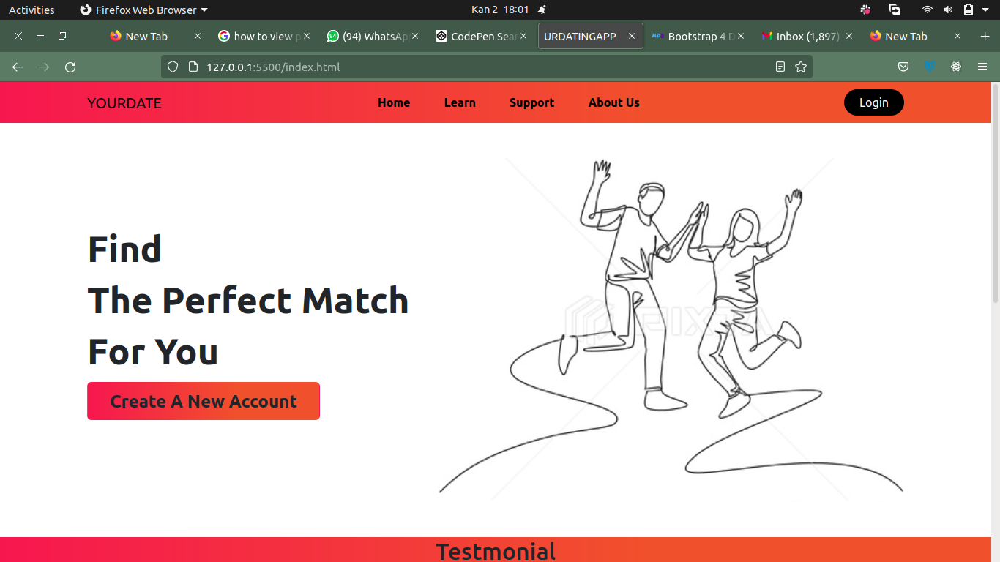 Activities
Firefox Web Browser
Kan 2 18:01
New Tab
how to view p
94
(94) WhatsAp
CodePen Sear
URDATINGAPP
MD
Bootstrap 4 D
Inbox (1,897)
New Tab
127.0.0.1:5500/index.html
YOURDATE
Home
Learn
Support
About Us
Login
Find
The Perfect Match
For You
Create A New Account
PIXTA
Testmonial